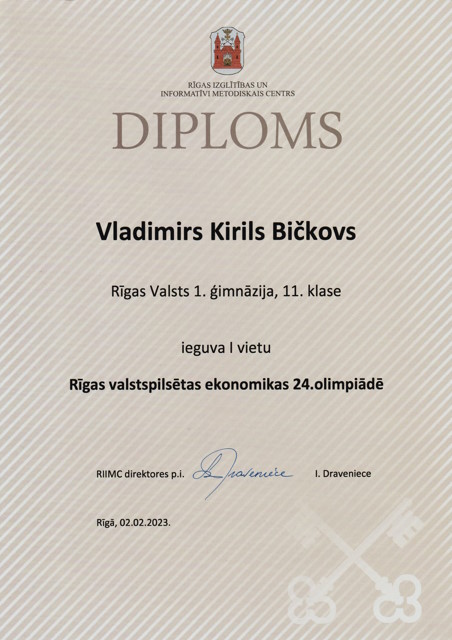 RĪGAS IZGLĪTĪBAS UN
INFORMATĪVI METODISKAIS CENTRS
DIPLOMS
Vladimirs Kirils Bičkovs
Rīgas Valsts 1. ģimnāzija, 11. klase
ieguva I vietu
Rīgas valstspilsētas ekonomikas 24.olimpiādē
RIIMC direktores p.i. Draveniece I. Draveniece
Rīgā, 02.02.2023.